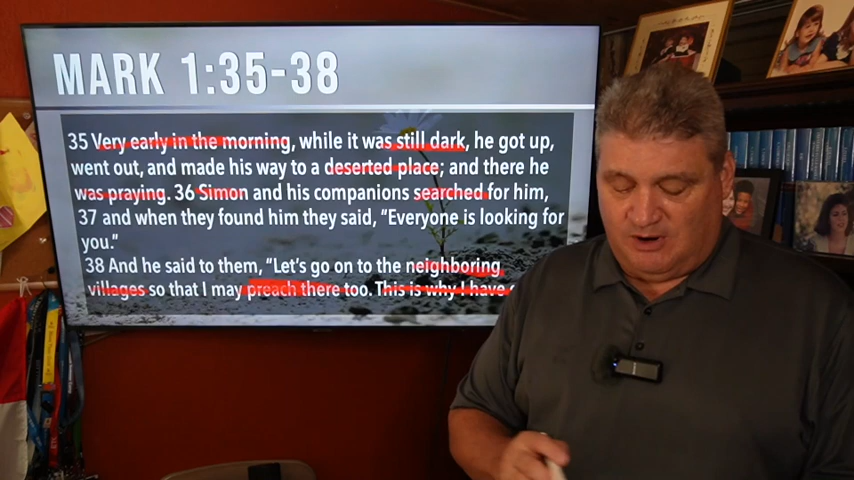 MARK 1:35-38
35 Very early in the morning, while it was still dark, he got up,
went out, and made his way to a deserted place; and there he
was praying. 36 Simon and his companions searched for him,
37 and when they found him they said, "Everyone is looking for
you."
38 And he said to them, "Let's go on to the neighboring
villages so that I may preach there too. This is why I have